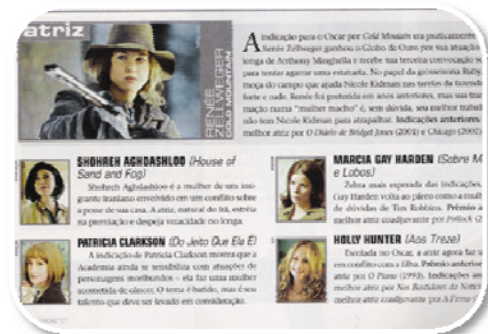 atriz
RENÉE
ZELLWEGER
COLD MOUNTAIN
A indicação para o Oscar por Cold Mountain era praticamente
Renée Zellweger ganhou o Globo de Ouro por sua atuação
longa de Anthony Minghella e recebe sua terceira convocação s
para tentar agarrar uma estatueta. No papel da grosseirona Ruby,
moça do campo que ajuda Nicole Kidman nas tarefas da fazenda
forte e rude. Renée foi preterida em anos anteriores, mas sua
mação numa "mulher macho" é, sem dúvida, seu melhor trabal
não tem Nicole Kidman para atrapalhar. Indicações anteriores:
melhor atriz por O Diário de Bridget Jones (2001) e Chicago (2002)
SHOHREH AGHDASHLOO (House of
Sand and Fog)
Shohreh Aghdashloo é a mulher de um imi-
grante iraniano envolvido em um conflito sobre
a posse de sua casa. A atriz, natural do Irã, estréia
na premiação e despeja veracidade no longa.
MARCIA GAY HARDEN (Sobre M
e Lobos)
Zebra mais esperada das indicações,
Gay Harden volta ao páreo como a mulh
de dúvidas de Tim Robbins. Prêmio a
melhor atriz coadjuvante por Pollock (2
PATRICIA CLARKSON (Do Jeito Que Ela É)
A indicação de Patricia Clarkson mostra que a
Academia ainda se sensibiliza com atuações de
personagens moribundos - ela faz uma mulher
acometida de câncer. O tema é batido, mas é seu
talento que deve ser levado em consideração.
HOLLY HUNTER (Aos Treze)
Escolada no Oscar, a atriz agora faz u
em conflito com a filha. Prêmio anterior
atriz por O Piano (1993). Indicações an
melhor atriz por Nos Bastidores da Notíci
melhor atriz coadjuvante por A Firma